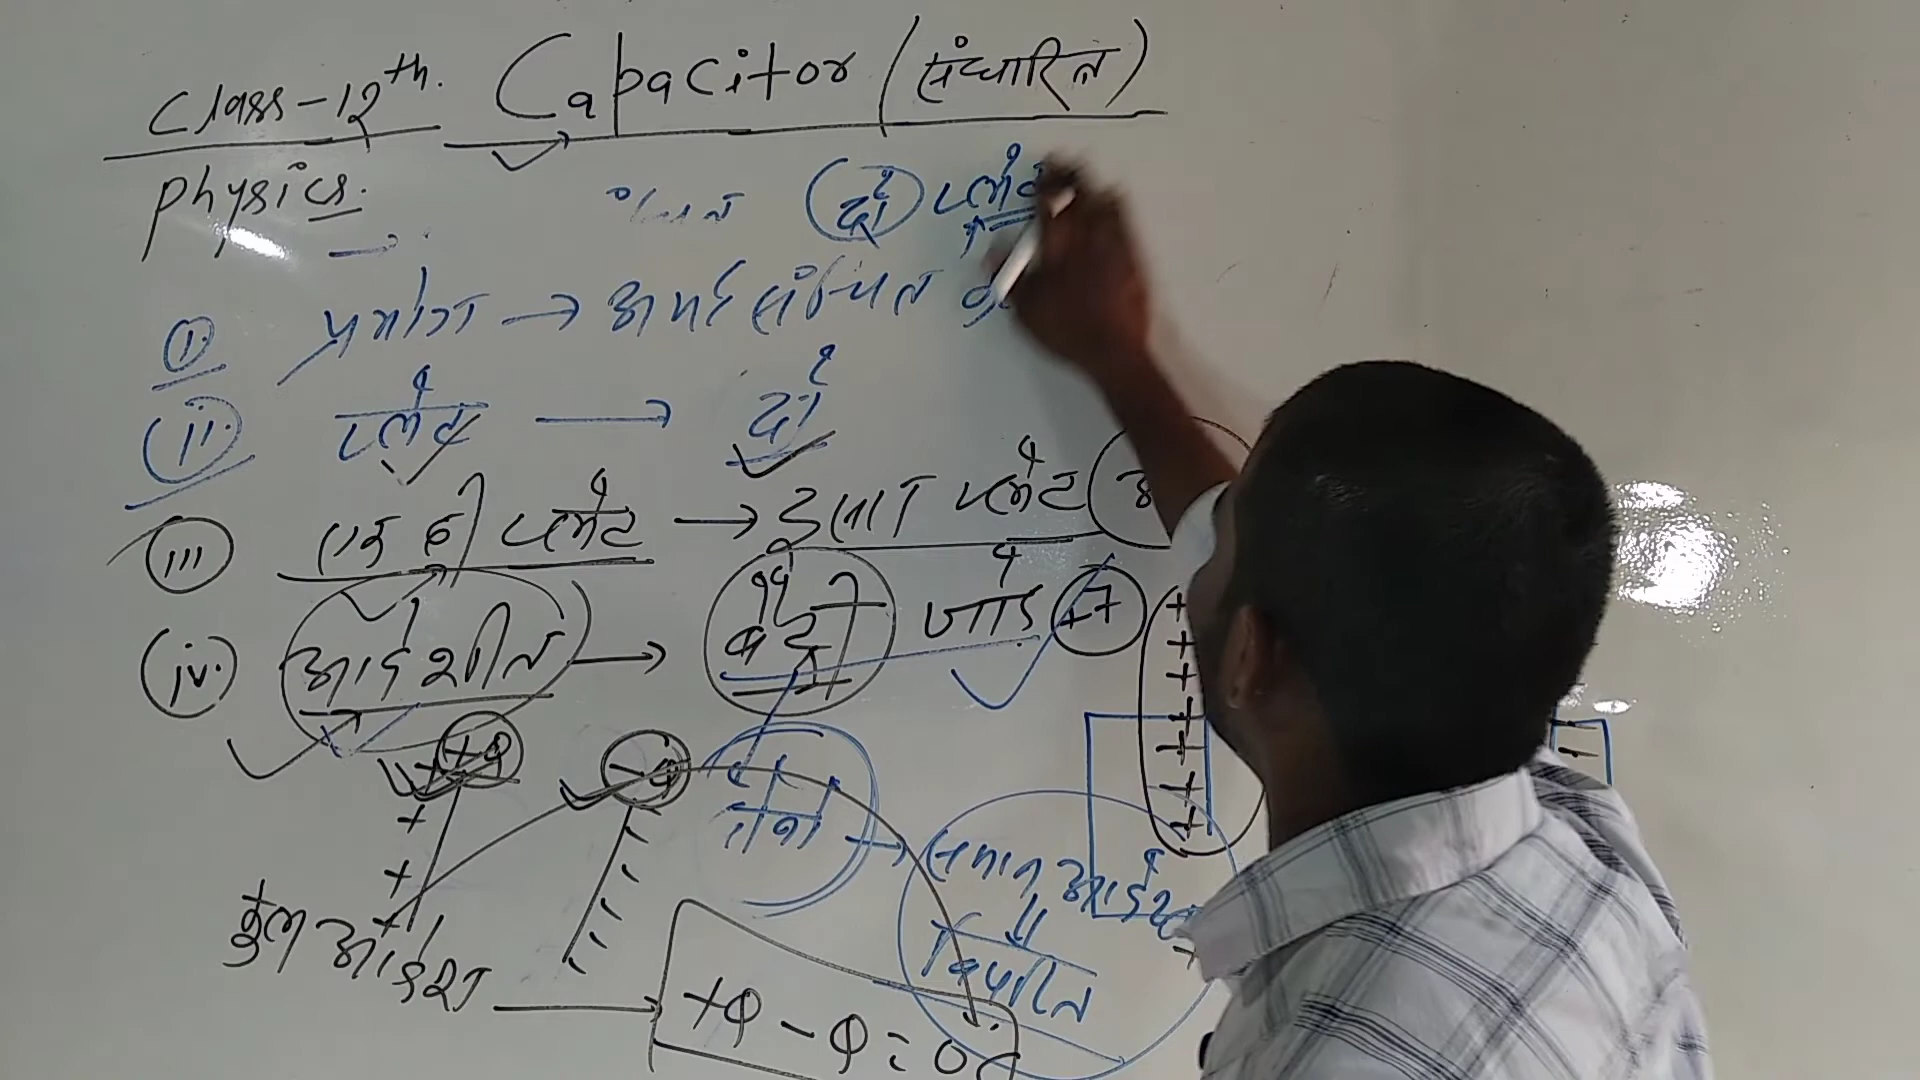 Class-12th. Capacitor (संधारित्र)
Physics.
दो प्लेट
(i) प्रयोग → आवेश संचित
(ii) प्लेट → दो
(iii) एक ही प्लेट → दूसरा प्लेट
(iv) आवेशित → बैट्री जोड़
+Q -Q
दोनों → समान आवेश
विपरीत
कुल आवेश → +Q - Q = 0